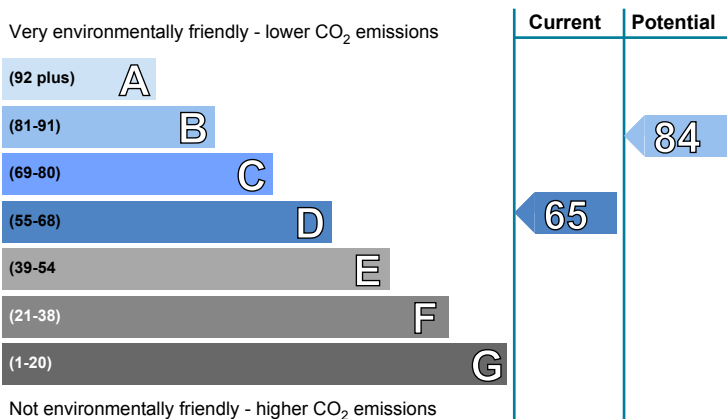 Current Potential
Very environmentally friendly - lower CO2 emissions
(92 plus) A
(81-91) B
84
(69-80) C
(55-68) D
65
(39-54 E
(21-38) F
(1-20) G
Not environmentally friendly - higher CO2 emissions